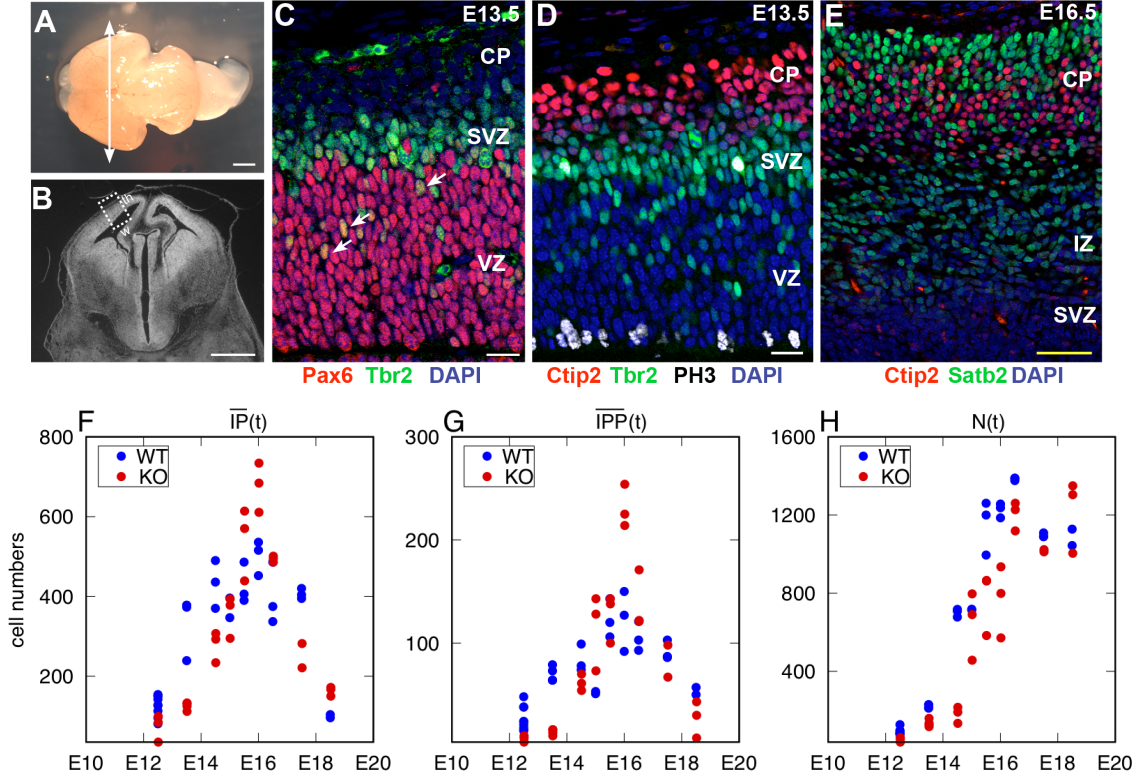 A
B
w
C
E13.5
CP
SVZ
VZ
Pax6 Tbr2 DAPI
D
E13.5
CP
SVZ
VZ
Ctip2 Tbr2 PH3 DAPI
E
E16.5
CP
IZ
SVZ
Ctip2 Satb2 DAPI
F
IP(t)
WT
KO
cell numbers
800
600
400
200
E10 E12 E14 E16 E18 E20
G
IPP(t)
WT
KO
300
200
100
E10 E12 E14 E16 E18 E20
H
N(t)
WT
KO
1600
1200
800
400
E10 E12 E14 E16 E18 E20